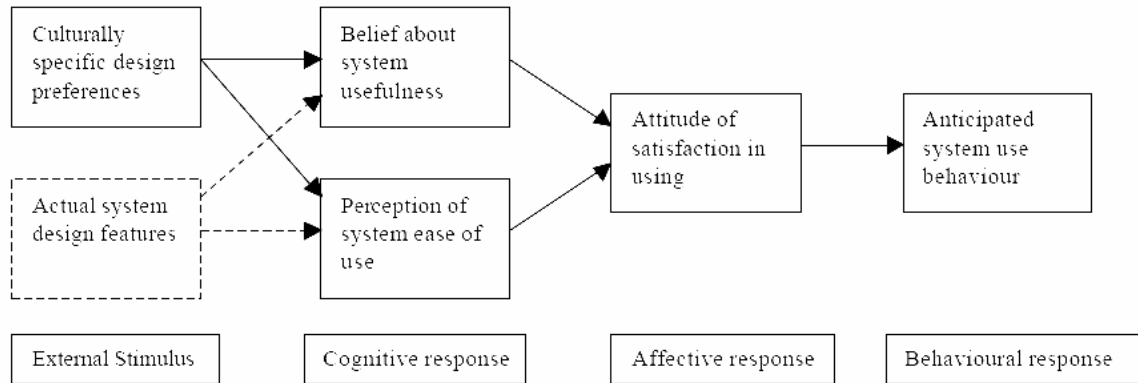 Culturally
specific design
preferences
Belief about
system
usefulness
Attitude of
satisfaction in
using
Anticipated
system use
behaviour
Actual system
design features
Perception of
system ease of
use
External Stimulus
Cognitive response
Affective response
Behavioural response